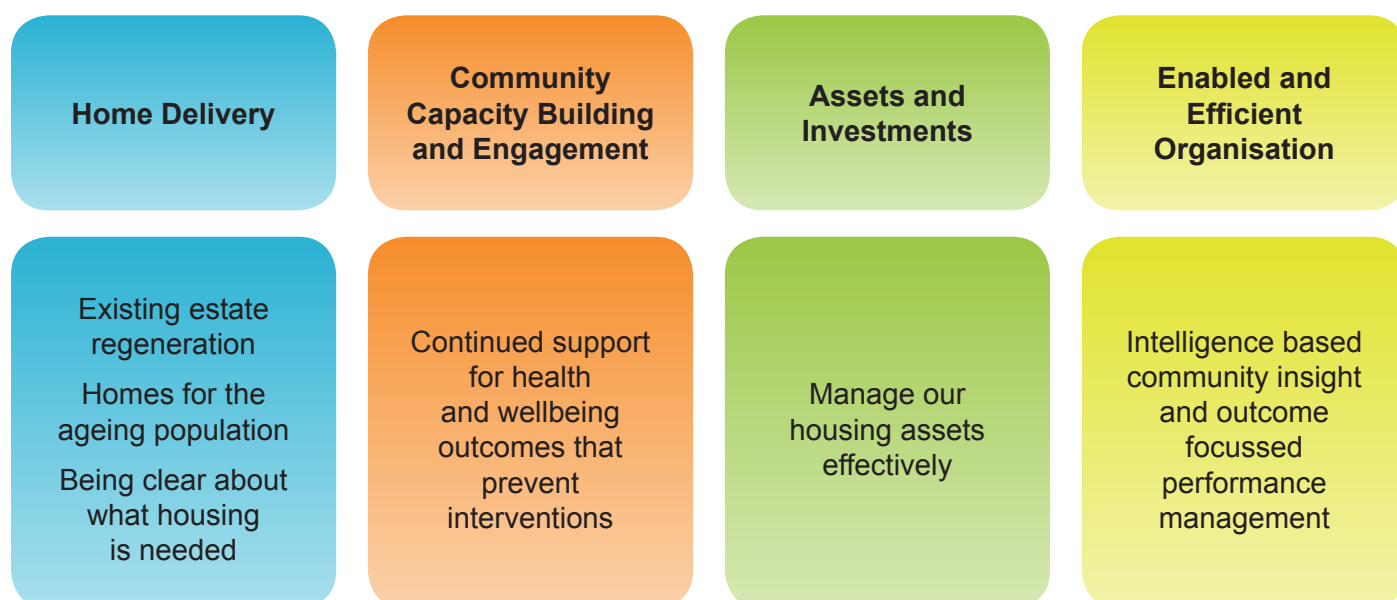 Home Delivery
Community
Capacity Building
and Engagement
Assets and
Investments
Enabled and
Efficient
Organisation
Existing estate
regeneration
Homes for the
ageing population
Being clear about
what housing
is needed
Continued support
for health
and wellbeing
outcomes that
prevent
interventions
Manage our
housing assets
effectively
Intelligence based
community insight
and outcome
focussed
performance
management